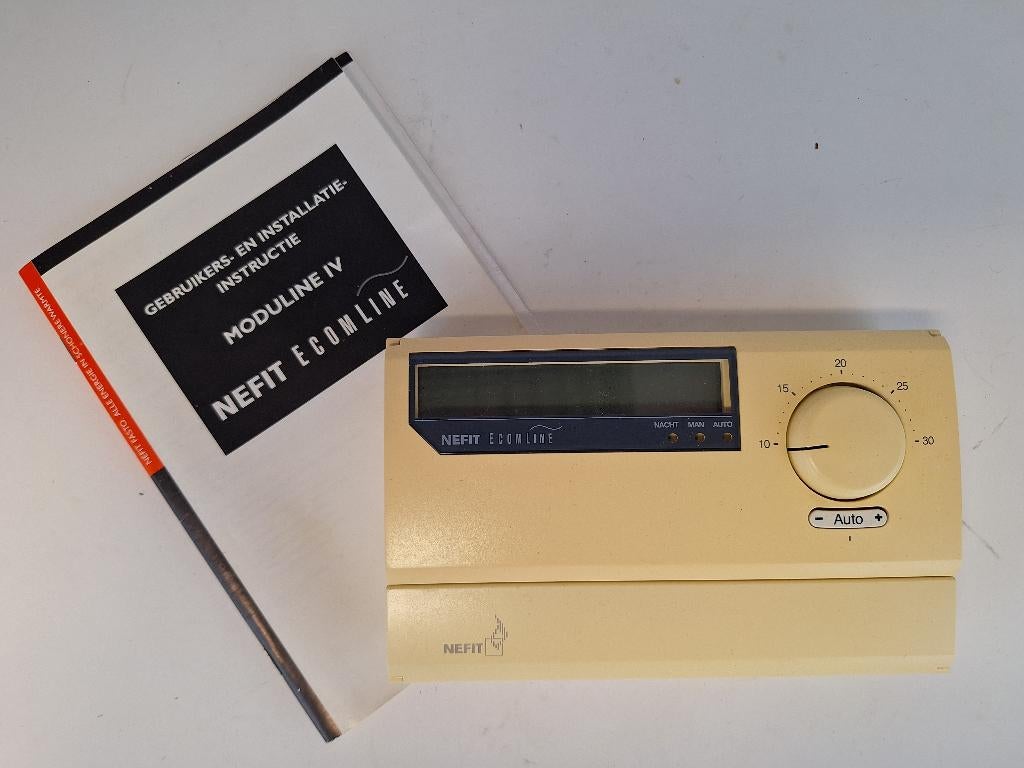 GEBRUIKERS- EN INSTALLATIE-
INSTRUCTIE
MODULINE IV
NEFIT ECOMLINE
NEFIT FASTO. ALLE ENERGIE IN SCHONERE WARMTE
NEFIT ECOMLINE
NACHT MAN AUTO
10 15 20 25 30
- Auto +
NEFIT